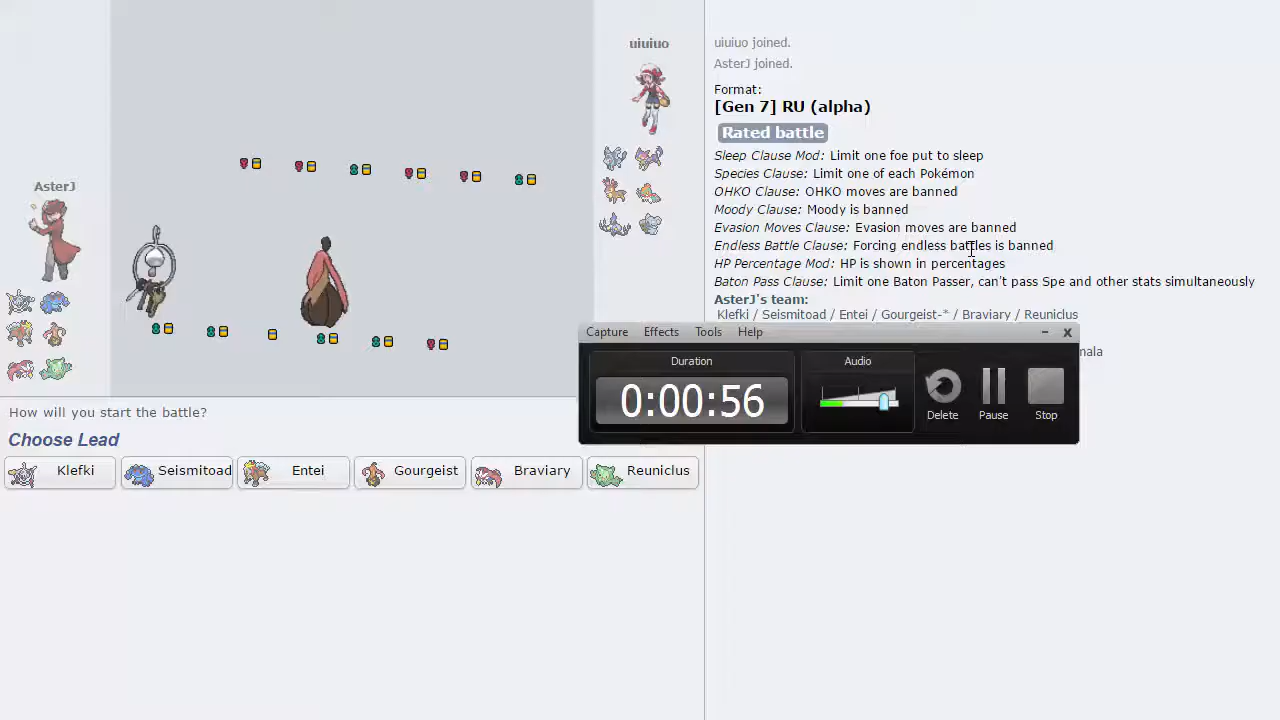 uiuiuo
AsterJ
How will you start the battle?
Choose Lead
Klefki
Seismitoad
Entei
Gourgeist
Braviary
Reuniclus
uiuiuo joined.
AsterJ joined.
Format:
[Gen 7] RU (alpha)
Rated battle
Sleep Clause Mod: Limit one foe put to sleep
Species Clause: Limit one of each Pokémon
OHKO Clause: OHKO moves are banned
Moody Clause: Moody is banned
Evasion Moves Clause: Evasion moves are banned
Endless Battle Clause: Forcing endless battles is banned
HP Percentage Mod: HP is shown in percentages
Baton Pass Clause: Limit one Baton Passer, can't pass Spe and other stats simultaneously
AsterJ's team:
Klefki / Seismitoad / Entei / Gourgeist-* / Braviary / Reuniclus
nala
Capture Effects Tools Help
Duration
0:00:56
Audio
Delete
Pause
Stop